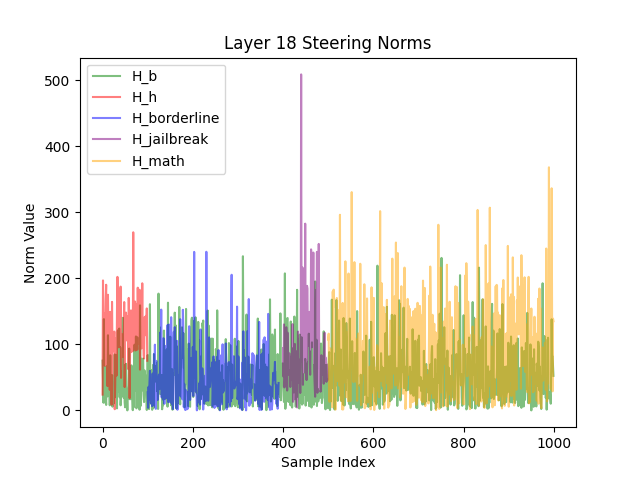 Layer 18 Steering Norms
H_b
H_h
H_borderline
H_jailbreak
H_math
Norm Value
500
400
300
200
100
0
0
200
400
600
800
1000
Sample Index